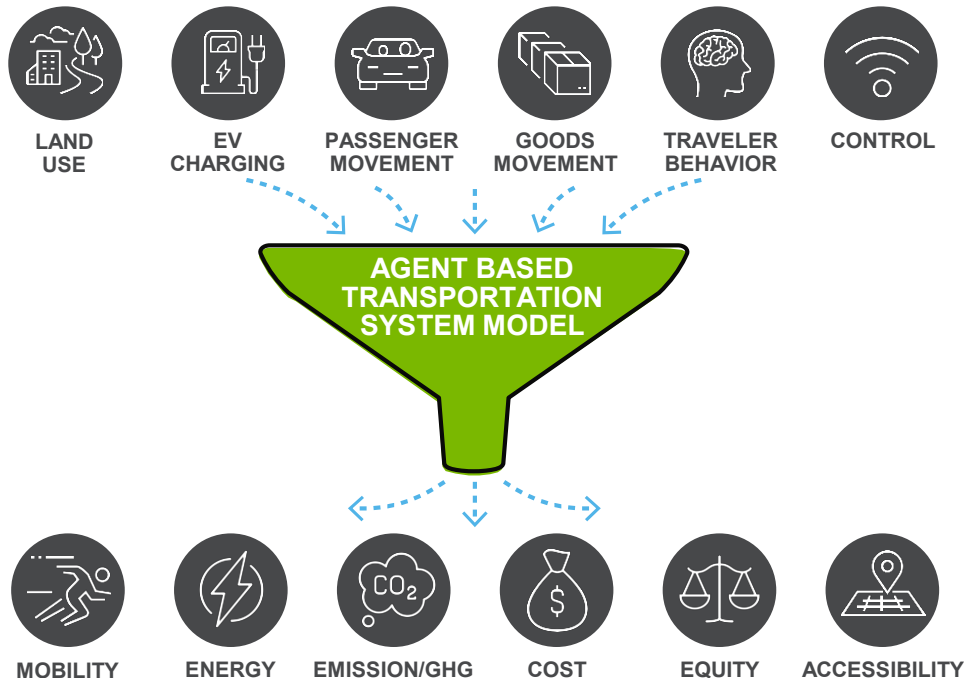 LAND
USE
EV
CHARGING
PASSENGER
MOVEMENT
GOODS
MOVEMENT
TRAVELER
BEHAVIOR
CONTROL
AGENT BASED
TRANSPORTATION
SYSTEM MODEL
CO2
$
MOBILITY
ENERGY
EMISSION/GHG
COST
EQUITY
ACCESSIBILITY